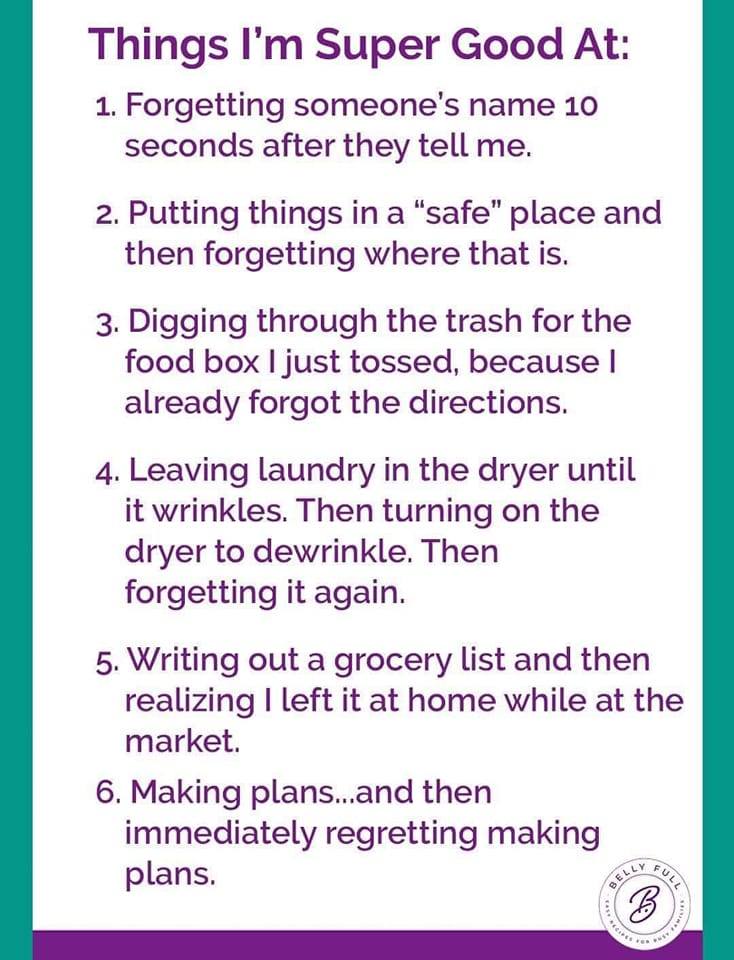 Things I'm Super Good At:
1. Forgetting someone's name 10
seconds after they tell me.
2. Putting things in a “safe” place and
then forgetting where that is.
3. Digging through the trash for the
food box I just tossed, because I
already forgot the directions.
4. Leaving laundry in the dryer until
it wrinkles. Then turning on the
dryer to dewrinkle. Then
forgetting it again.
5. Writing out a grocery list and then
realizing I left it at home while at the
market.
6. Making plans...and then
immediately regretting making
plans.
BELLY FULL
B
EASY RECIPES FOR BUSY FAMILIES